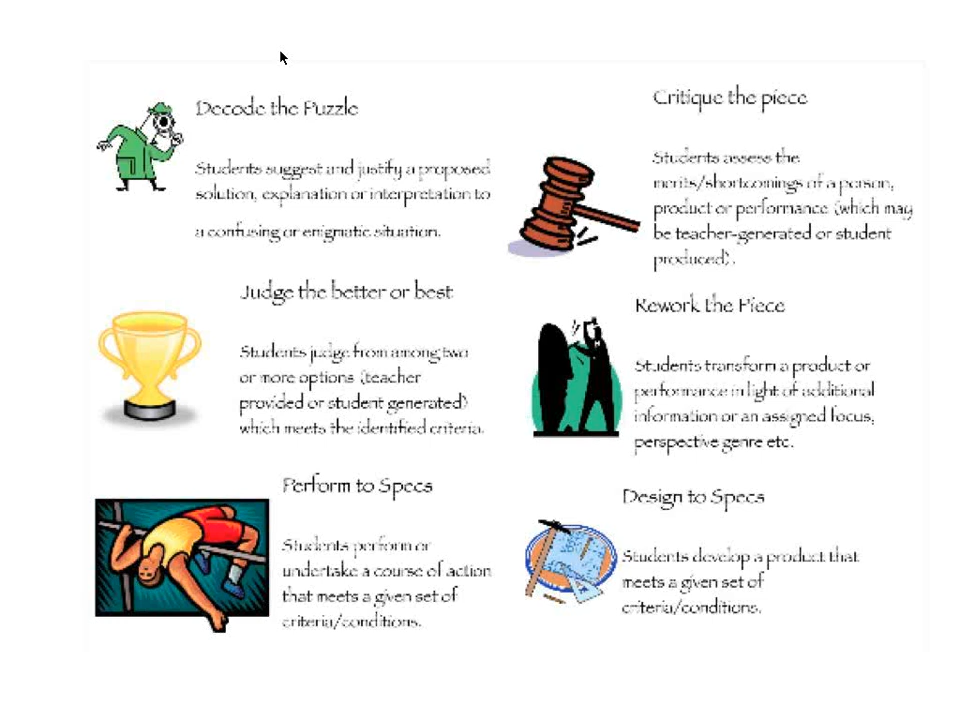 Decode the Puzzle
Students suggest and justify a proposed
solution, explanation or interpretation to
a confusing or enigmatic situation.
Critique the piece
Students assess the
merits/shortcomings of a person,
product or performance (which may
be teacher-generated or student
produced).
Judge the better or best
Students judge from among two
or more options (teacher
provided or student generated)
which meets the identified criteria.
Rework the Piece
Students transform a product or
performance in light of additional
information or an assigned focus,
perspective genre etc.
Perform to Specs
Students perform or
undertake a course of action
that meets a given set of
criteria/conditions.
Design to Specs
Students develop a product that
meets a given set of
criteria/conditions.